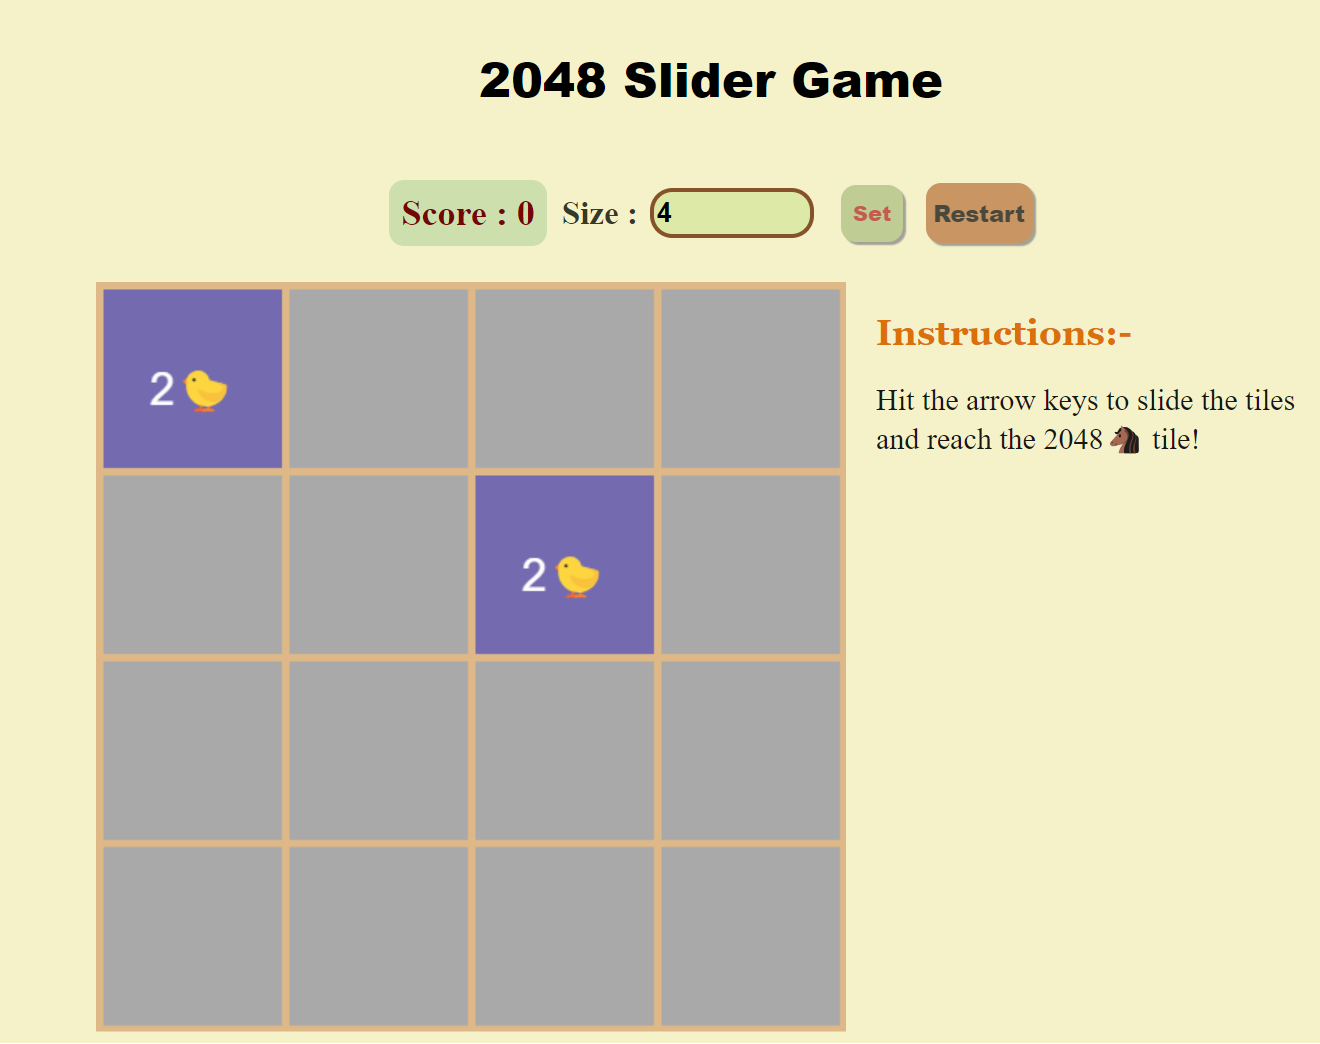 2048 Slider Game
Score : 0 Size : 4 Set Restart
2
2
Instructions:-
Hit the arrow keys to slide the tiles
and reach the 2048 🐴 tile!